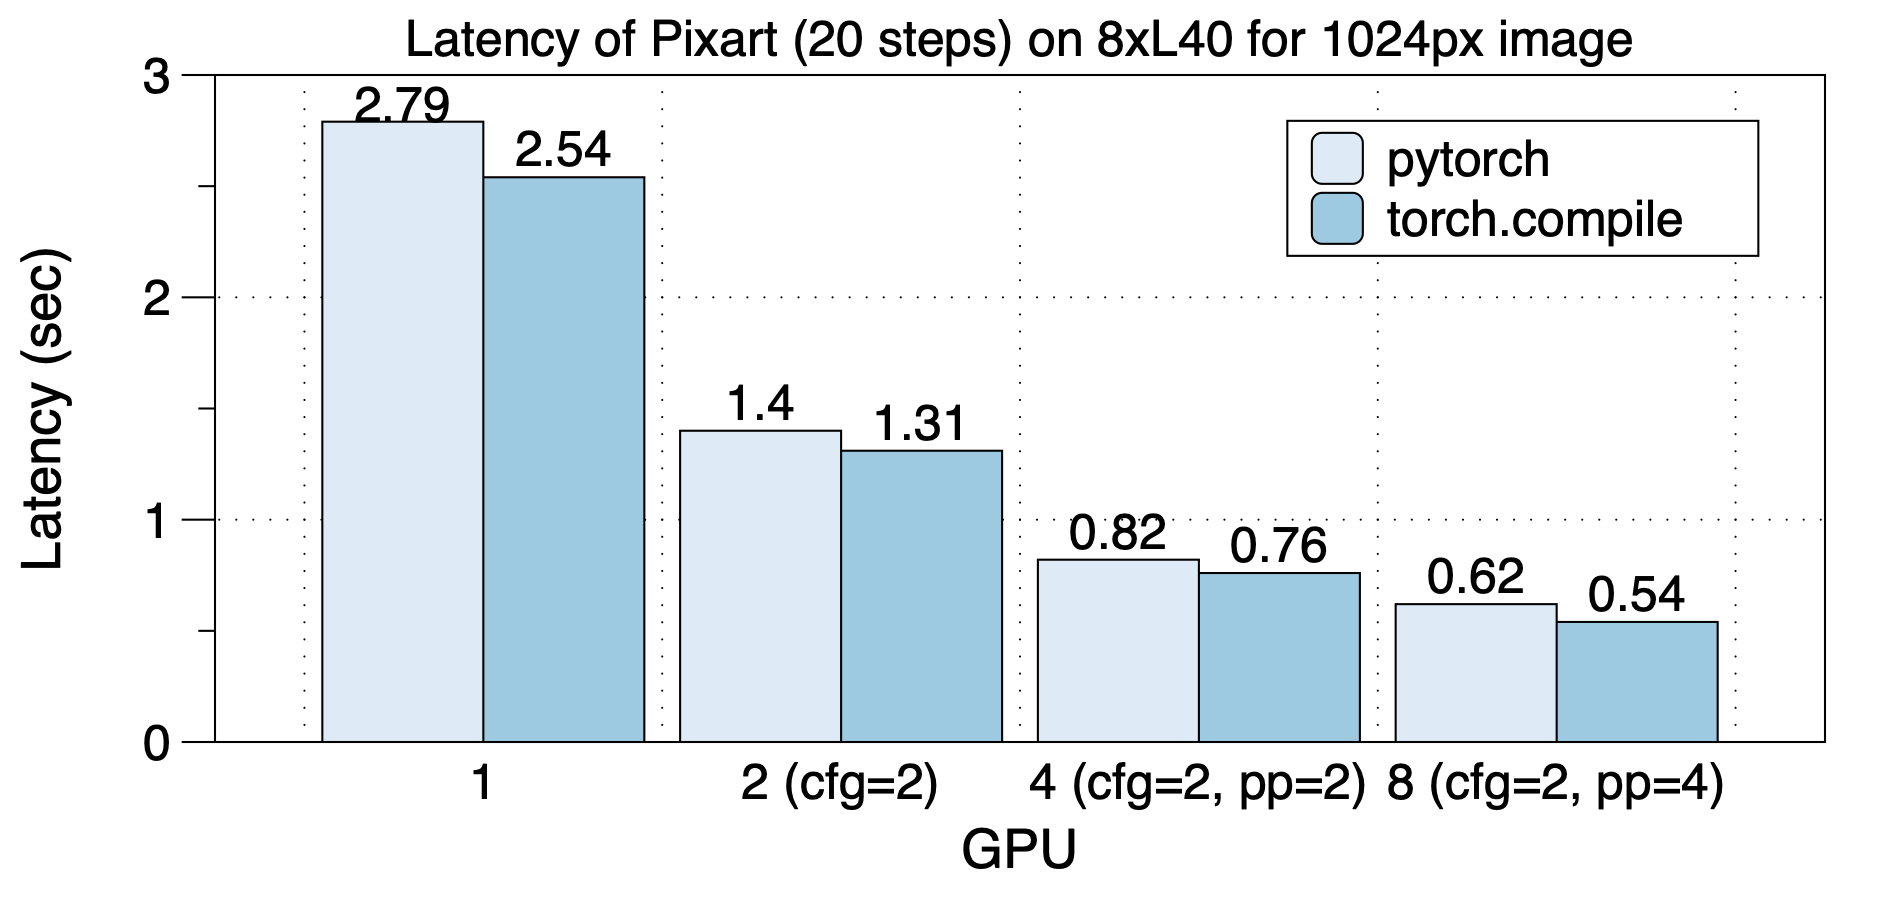 Latency of Pixart (20 steps) on 8xL40 for 1024px image
3
2
1
0
Latency (sec)
2.79
2.54
1.4
1.31
0.82
0.76
0.62
0.54
pytorch
torch.compile
1
2 (cfg=2)
4 (cfg=2, pp=2)
8 (cfg=2, pp=4)
GPU